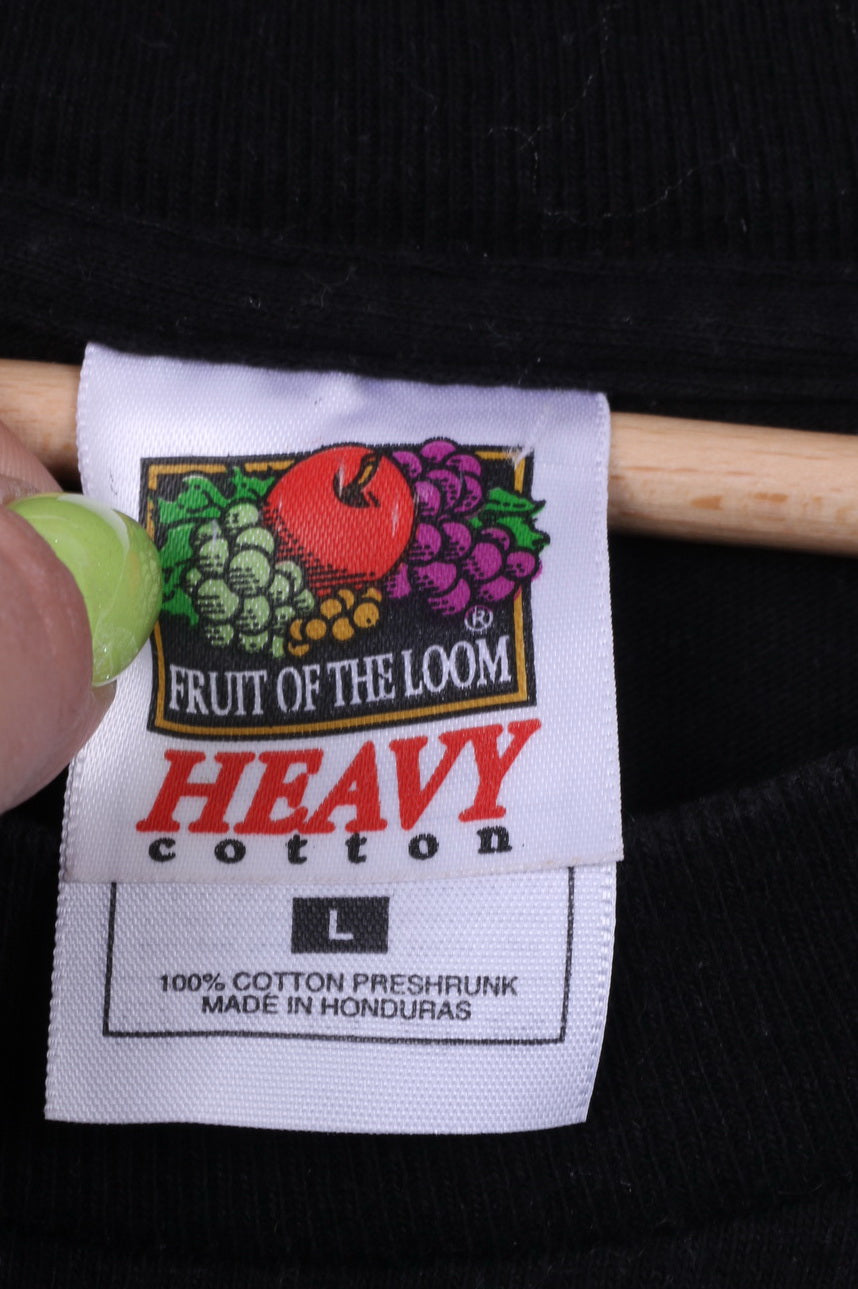 ®
FRUIT OF THE LOOM
HEAVY
cotton
L
100% COTTON PRESHRUNK
MADE IN HONDURAS